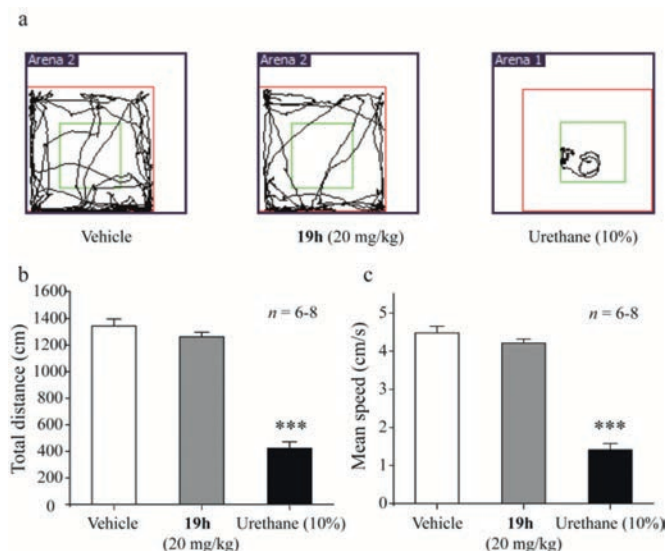 a
Arena 2
Arena 2
Arena 1
Vehicle
19h (20 mg/kg)
Urethane (10%)
b
1600
1400
1200
1000
800
600
400
200
0
Total distance (cm)
n = 6-8
***
Vehicle
19h
Urethane (10%)
(20 mg/kg)
c
5
4
3
2
1
0
Mean speed (cm/s)
n = 6-8
***
Vehicle
19h
Urethane (10%)
(20 mg/kg)